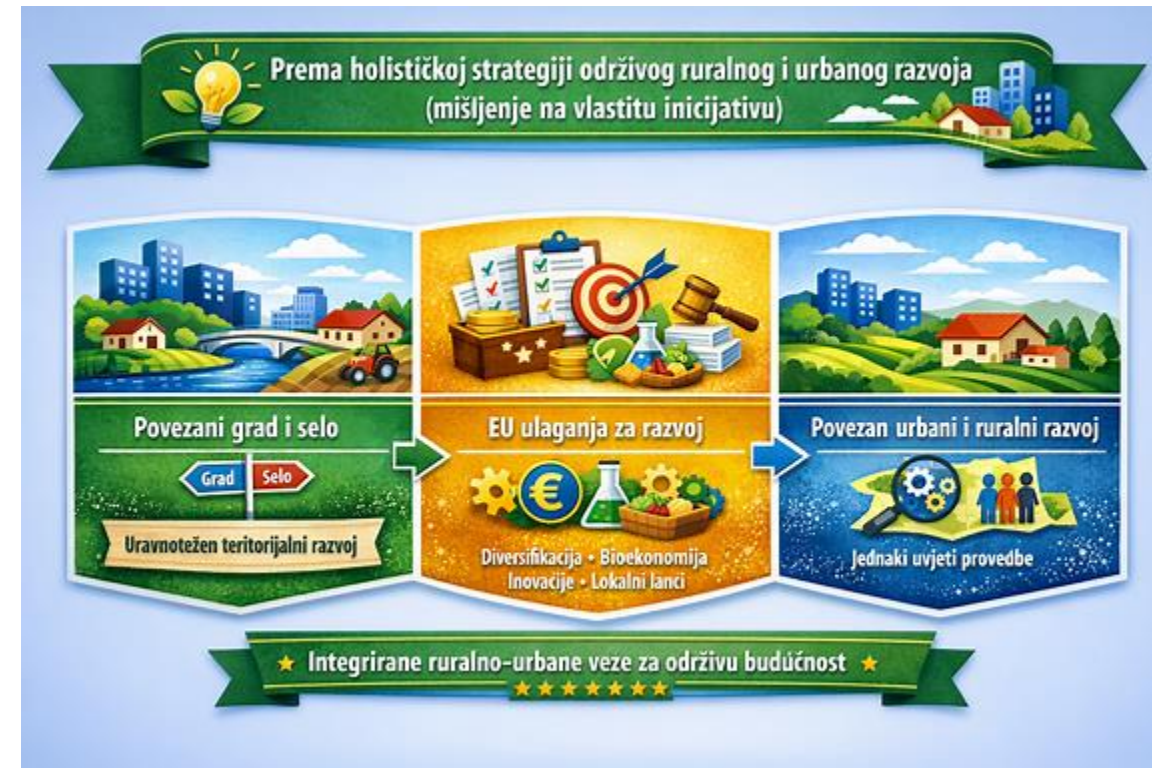 Prema holističkoj strategiji održivog ruralnog i urbanog razvoja
(mišljenje na vlastitu inicijativu)
Povezani grad i selo
Grad
Selo
Uravnotežen teritorijalni razvoj
EU ulaganja za razvoj
€
Diversifikacija • Bioekonomija
Inovacije • Lokalni lanci
Povezan urbani i ruralni razvoj
Jednaki uvjeti provedbe
Integrirane ruralno-urbane veze za održivu budućnost